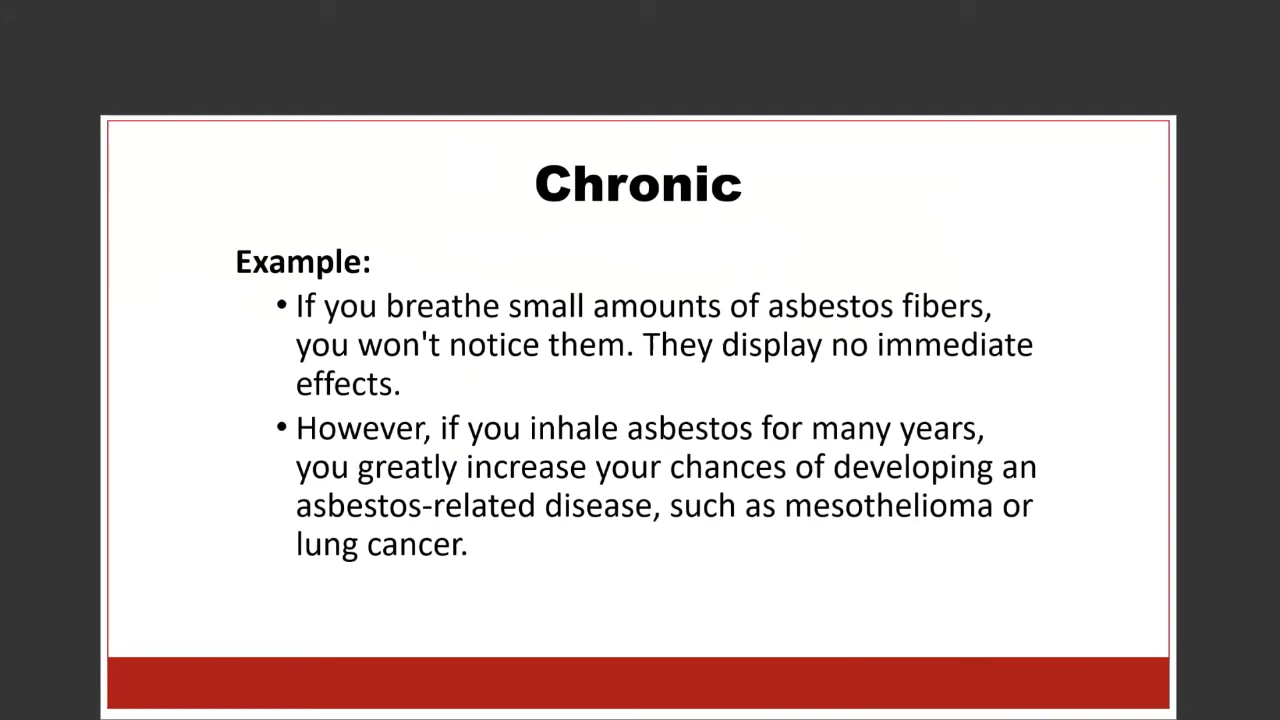 Chronic
Example:
• If you breathe small amounts of asbestos fibers,
you won't notice them. They display no immediate
effects.
• However, if you inhale asbestos for many years,
you greatly increase your chances of developing an
asbestos-related disease, such as mesothelioma or
lung cancer.